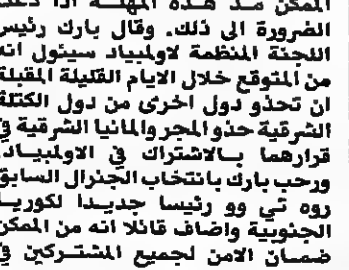 الممكن مد هذه المهلة اذا دعت
الضرورة الى ذلك. وقال بارك رئيس
اللجنة المنظمة لاولمبياد سيئول انه
من المتوقع خلال الايام القليلة المقبلة
ان تحذو دول اخرى من دول الكتلة
الشرقية حذو المجر والمانيا الشرقية في
قرارهما بالاشتراك في الاولمبياد.
ورحب بارك بانتخاب الجنرال السابق
روه تي وو رئيسا جديدا لكوريا
الجنوبية واضاف قائلا انه من الممكن
ضمان الامن لجميع المشتركين في